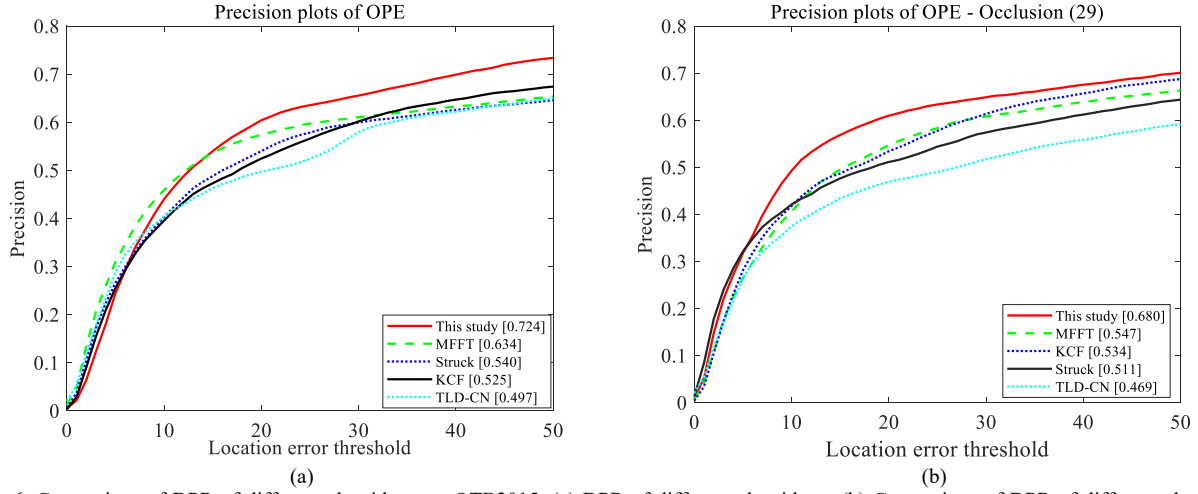 Precision plots of OPE
0.8
0.7
0.6
0.5
0.4
0.3
0.2
0.1
0
Precision
This study [0.724]
MFFT [0.634]
Struck [0.540]
KCF [0.525]
TLD-CN [0.497]
0 10 20 30 40 50
Location error threshold
(a)
Precision plots of OPE - Occlusion (29)
0.8
0.7
0.6
0.5
0.4
0.3
0.2
0.1
0
Precision
This study [0.680]
MFFT [0.547]
KCF [0.534]
Struck [0.511]
TLD-CN [0.469]
0 10 20 30 40 50
Location error threshold
(b)